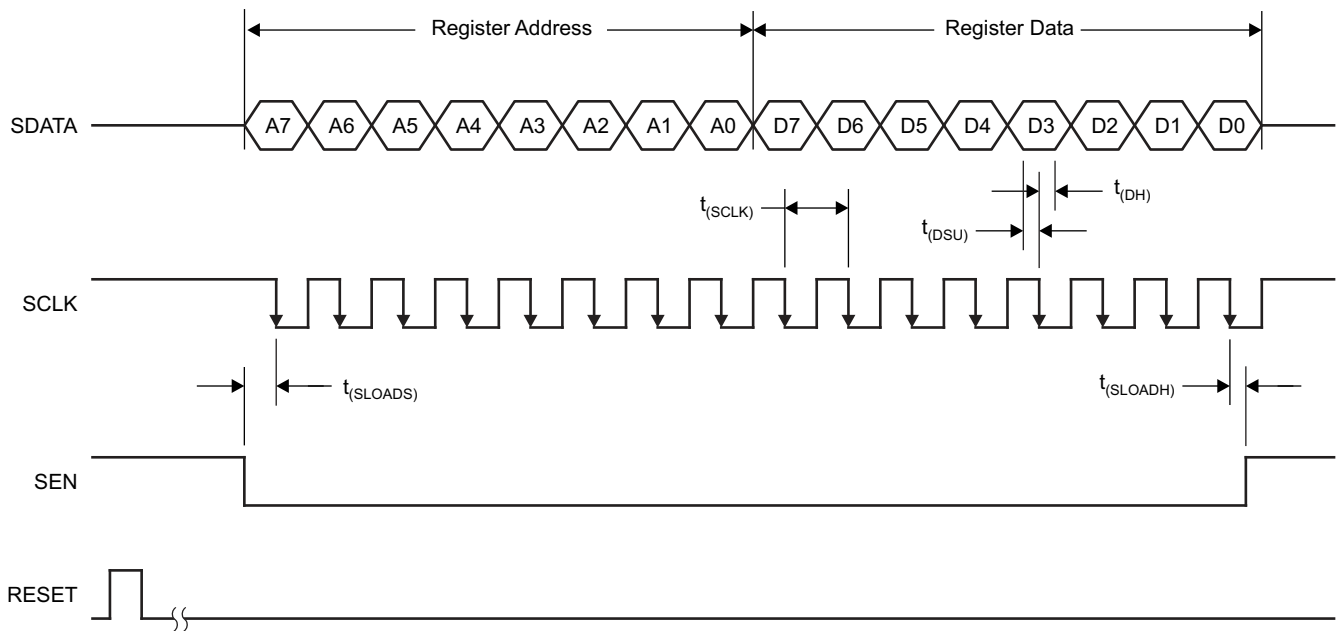 Register Address
Register Data
SDATA
A7 A6 A5 A4 A3 A2 A1 A0 D7 D6 D5 D4 D3 D2 D1 D0
t(SCLK)
t(DH)
t(DSU)
SCLK
t(SLOADS)
t(SLOADH)
SEN
RESET